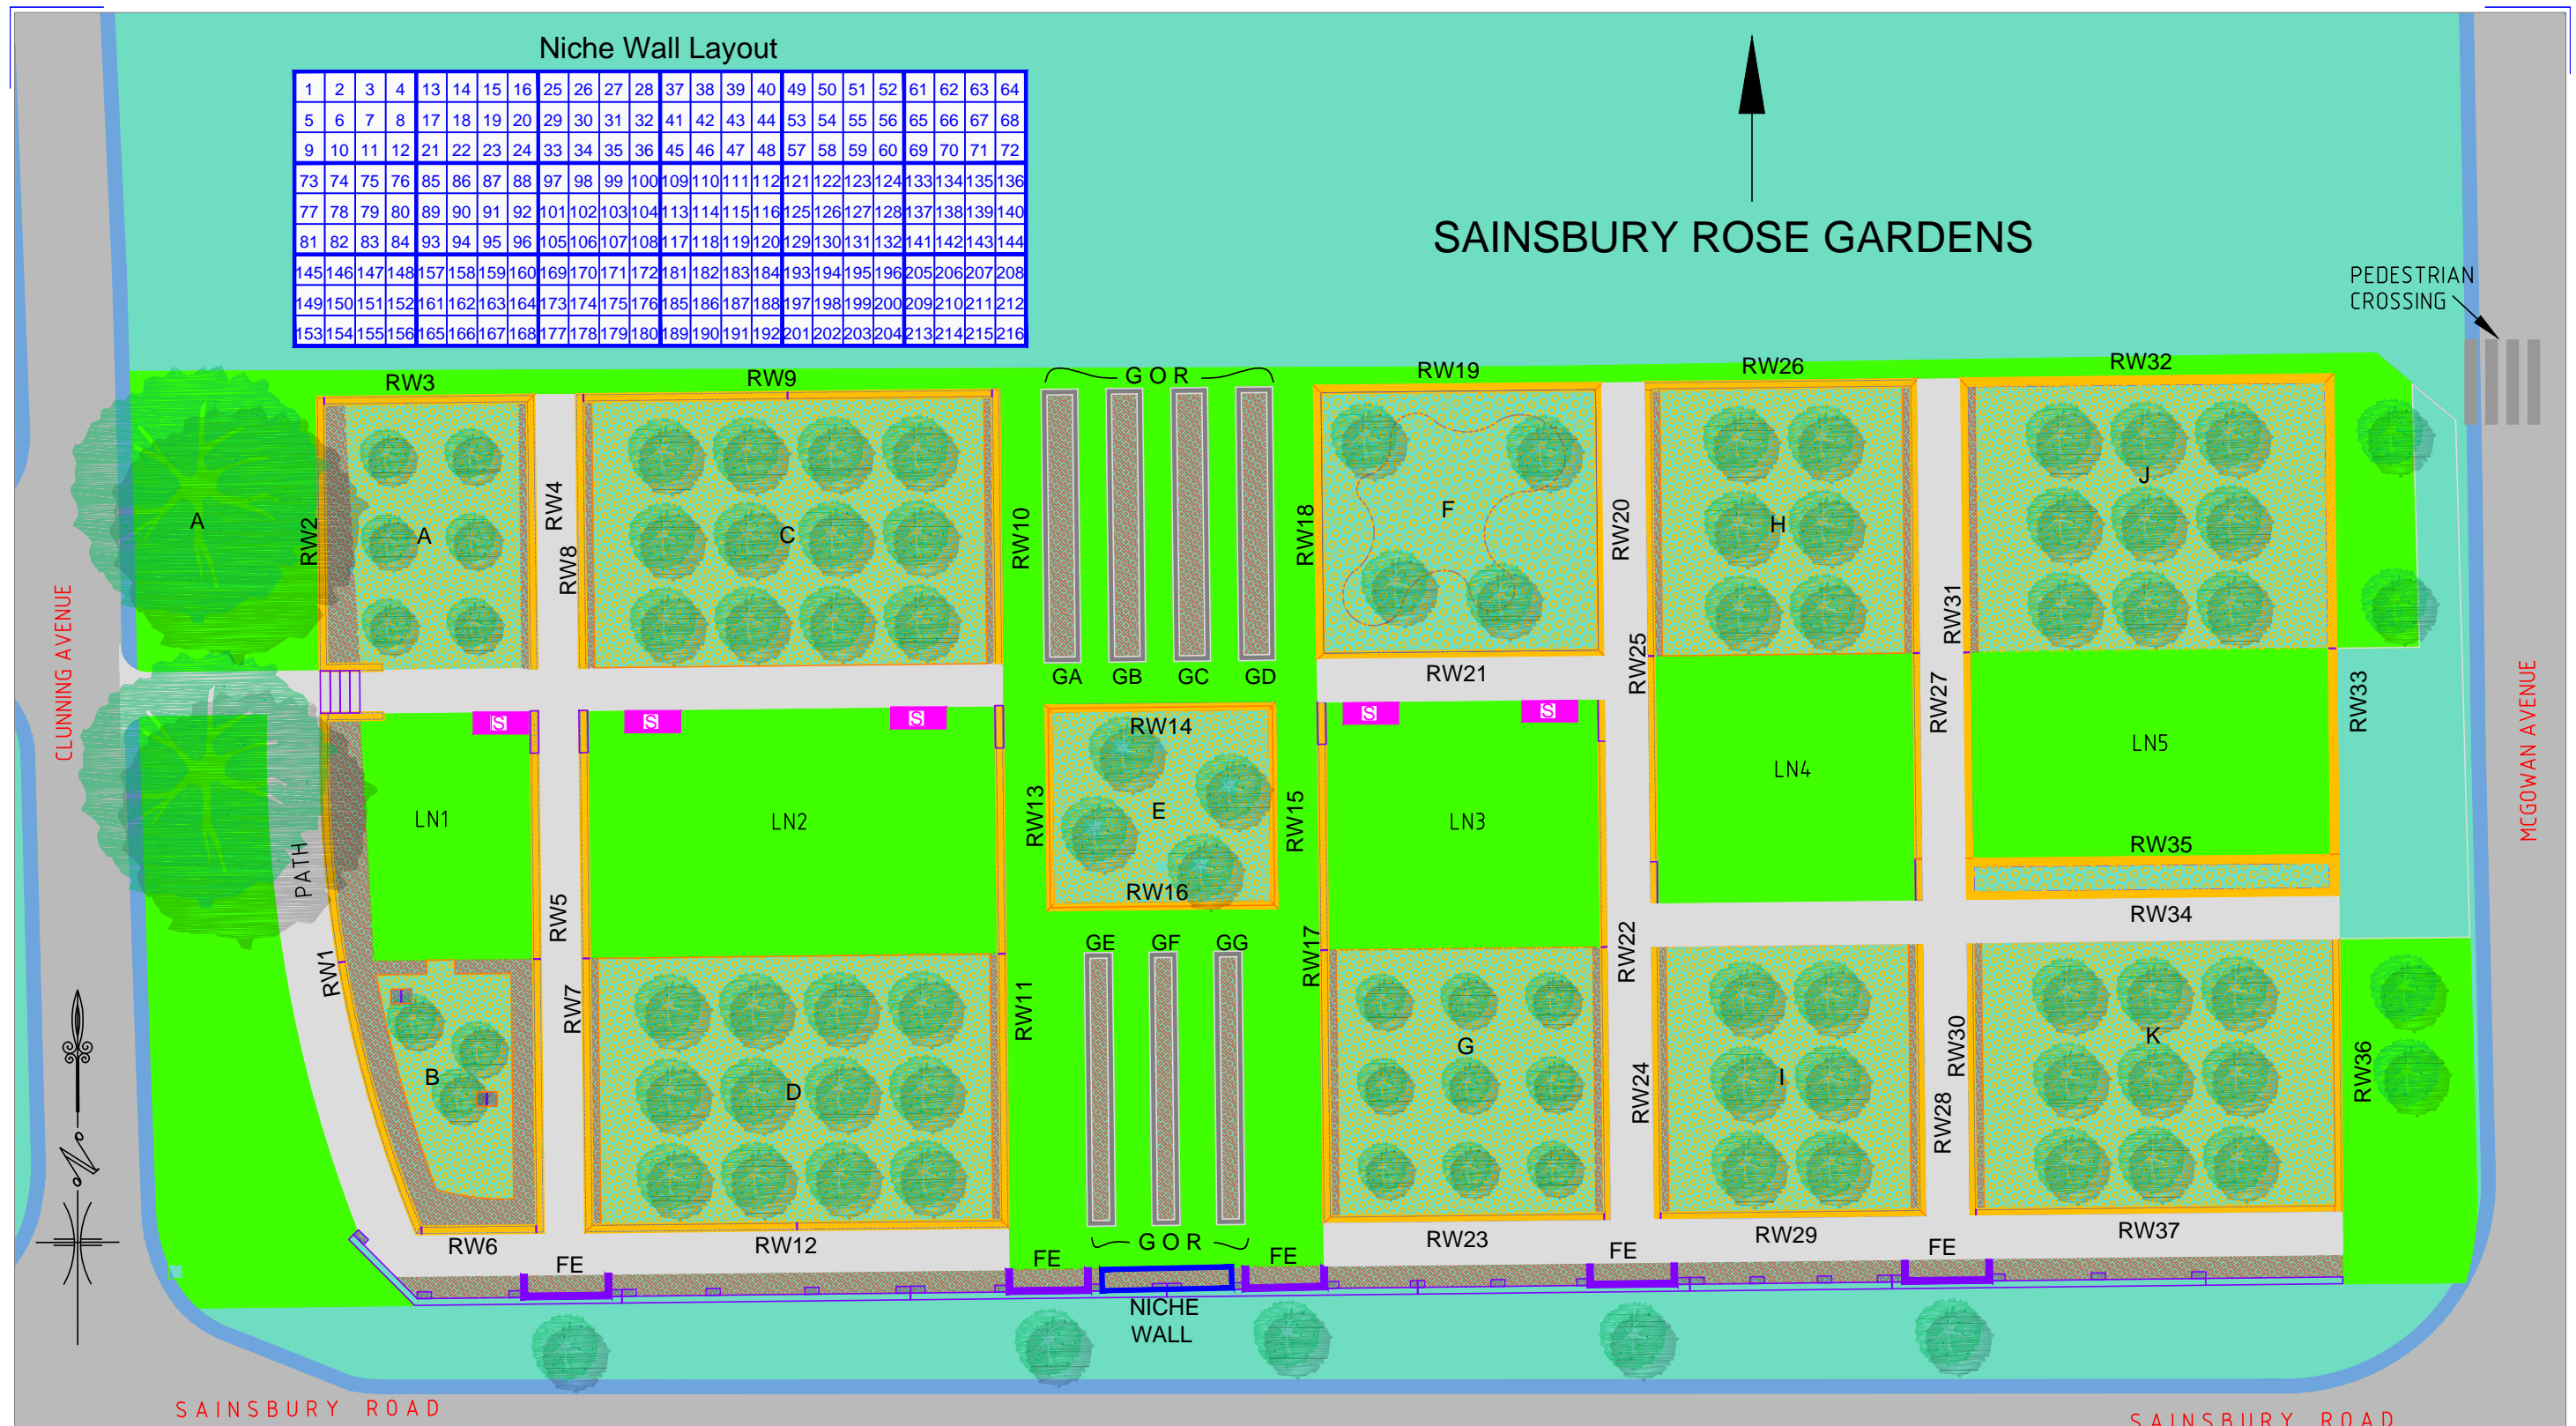 Niche Wall Layout
1 2 3 4 13 14 15 16 25 26 27 28 37 38 39 40 49 50 51 52 61 62 63 64
5 6 7 8 17 18 19 20 29 30 31 32 41 42 43 44 53 54 55 56 65 66 67 68
9 10 11 12 21 22 23 24 33 34 35 36 45 46 47 48 57 58 59 60 69 70 71 72
73 74 75 76 85 86 87 88 97 98 99 100 109 110 111 112 121 122 123 124 133 134 135 136
77 78 79 80 89 90 91 92 101 102 103 104 113 114 115 116 125 126 127 128 137 138 139 140
81 82 83 84 93 94 95 96 105 106 107 108 117 118 119 120 129 130 131 132 141 142 143 144
145 146 147 148 157 158 159 160 169 170 171 172 181 182 183 184 193 194 195 196 205 206 207 208
149 150 151 152 161 162 163 164 173 174 175 176 185 186 187 188 197 198 199 200 209 210 211 212
153 154 155 156 165 166 167 168 177 178 179 180 189 190 191 192 201 202 203 204 213 214 215 216
SAINSBURY ROSE GARDENS
PEDESTRIAN
CROSSING
RW3
RW9
G O R
RW19
RW26
RW32
A
RW2
A
RW4
RW8
C
RW10
RW18
F
RW20
H
RW25
RW31
J
GA
GB
GC
GD
RW21
CLUNNING AVENUE
S
S
S
S
S
RW14
RW27
RW33
MCGOWAN AVENUE
LN1
LN2
RW13
E
RW15
LN3
LN4
LN5
PATH
RW35
RW16
RW5
RW34
RW1
GE
GF
GG
RW17
RW22
RW7
RW11
B
D
G
RW24
I
RW30
RW28
K
RW36
N
RW6
RW12
G O R
RW23
RW29
RW37
FE
FE
FE
FE
FE
NICHE
WALL
SAINSBURY ROAD
SAINSBURY ROAD